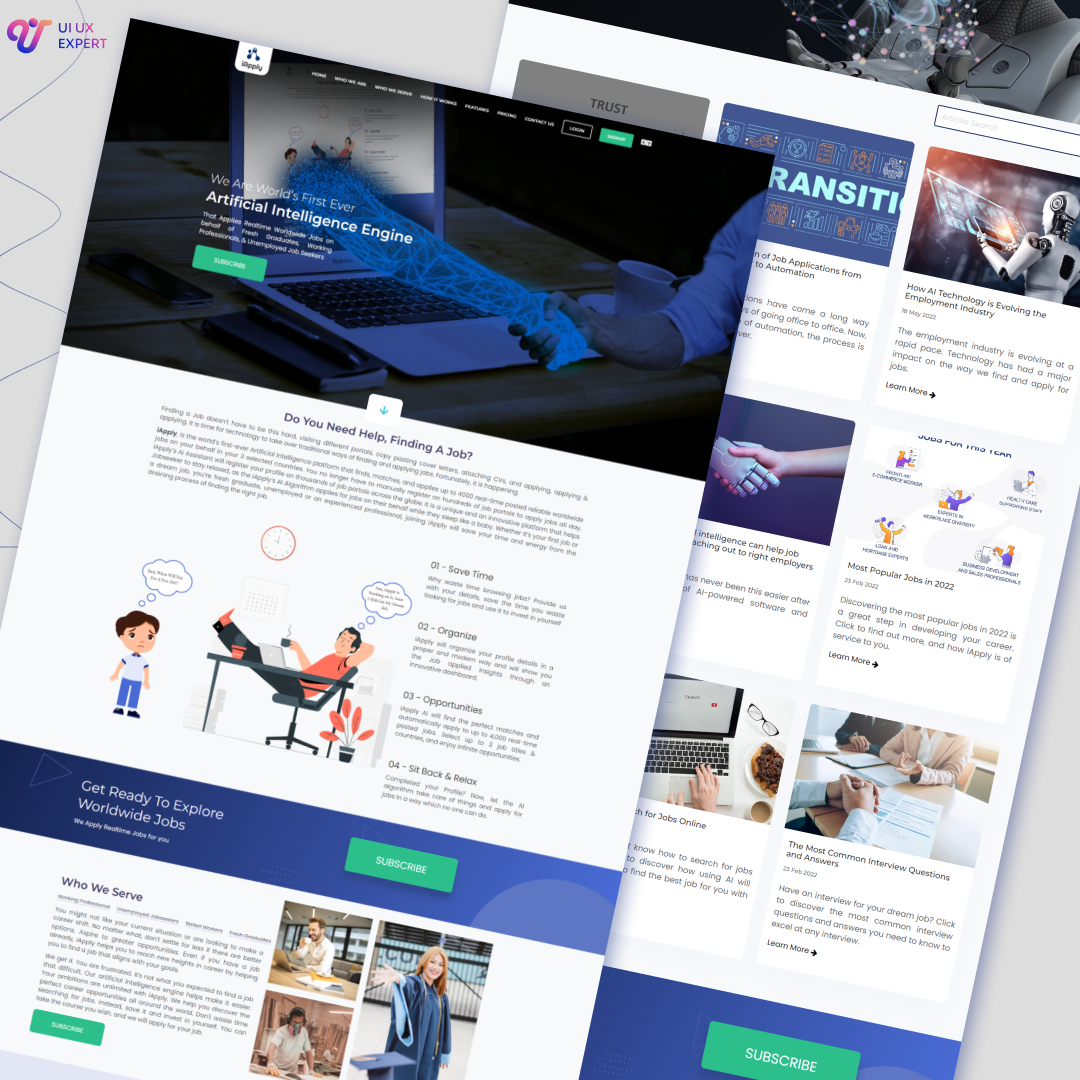 UI UX
EXPERT
iApply
HOME
WHO WE ARE
WHO WE SERVE
HOW IT WORKS
FEATURES
PRICING
CONTACT US
LOGIN
SIGNUP
We Are World's First Ever
Artificial Intelligence Engine
That Applies Realtime Worldwide Jobs on
behalf of Fresh Graduates, Working
Professionals, & Unemployed Job Seekers
SUBSCRIBE
Do You Need Help, Finding A Job?
Finding a Job doesn't have to be this hard, visiting different portals, copy pasting cover letters, attaching CVs, and applying, applying &
applying. It is time for technology to take over traditional ways of finding and applying jobs. Fortunately, it is happening.
iApply, is the world's first-ever Artificial Intelligence platform that finds, matches, and applies up to 4000 real-time posted reliable worldwide
jobs on your behalf in your 3 selected countries. You no longer have to manually register on hundreds of job portals to apply jobs all day,
iApply's AI Assistant will register your profile on thousands of job portals across the globe. It is a unique and an innovative platform that helps
Jobseeker to stay relaxed, as the iApply's AI Algorithm applies for jobs on their behalf while they sleep like a baby. Whether it's your first job or
a dream job, you're fresh graduate, unemployed or an experienced professional, joining iApply will save your time and energy from the
draining process of finding the right job.
01 - Save Time
Why waste time browsing jobs? Provide us
with your details, save the time you waste
looking for jobs and use it to invest in yourself
02 - Organize
iApply will organize your profile details in a
proper and modern way and will show you
the Job applied insights through an
innovative dashboard.
03 - Opportunities
iApply AI will find the perfect matches and
automatically apply to up to 4,000 real-time
posted jobs. Select up to 3 job titles &
countries, and enjoy infinite opportunities.
04 - Sit Back & Relax
Completed your Profile? Now, let the AI
algorithm take care of things and apply for
jobs in a way which no one can do.
Get Ready To Explore
Worldwide Jobs
We Apply Realtime Jobs for you
SUBSCRIBE
Who We Serve
Working Professional
Unemployed Jobseekers
Skilled Workers
Fresh Graduates
You might not like your current situation or are looking to make a
career shift. No matter what, don't settle for less if there are better
options. Aspire to greater opportunities. Even if you have a job
already, iApply helps you to reach new heights in career by helping
you to find a job that aligns with your goals.
We get it. You are frustrated. It's not what you expected to find a job
that difficult. Our artificial intelligence engine helps make it easier.
Your ambitions are unlimited with iApply. We help you discover the
perfect career opportunities all around the world. Don't waste time
searching for jobs. Instead, save it and invest in yourself. You can
take the course you wish, and we will apply for your job.
SUBSCRIBE
TRUST
Articles Search
RANSITI
n of Job Applications from
to Automation
ions have come a long way
s of going office to office. Now,
of automation, the process is
ver.
How AI Technology is Evolving the
Employment Industry
18 May 2022
The employment industry is evolving at a
rapid pace. Technology has had a major
impact on the way we find and apply for
jobs.
Learn More
l intelligence can help job
aching out to right employers
has never been this easier after
of AI-powered software and
JOBS FOR THIS YEAR
E-COMMERCE WORKER
HEALTH CARE
SUPPORTING STAFF
EXPERTS IN
WORKPLACE DIVERSITY
LOAN AND
MORTGAGE EXPERTS
BUSINESS DEVELOPMENT
AND SALES PROFESSIONALS
Most Popular Jobs in 2022
23 Feb 2022
Discovering the most popular jobs in 2022 is
a great step in developing your career.
Click to find out more, and how iApply is of
service to you.
Learn More
Search
ch for Jobs Online
t know how to search for jobs
to discover how using AI will
o find the best job for you with
The Most Common Interview Questions
and Answers
23 Feb 2022
Have an interview for your dream job? Click
to discover the most common interview
questions and answers you need to know to
excel at any interview.
Learn More
SUBSCRIBE